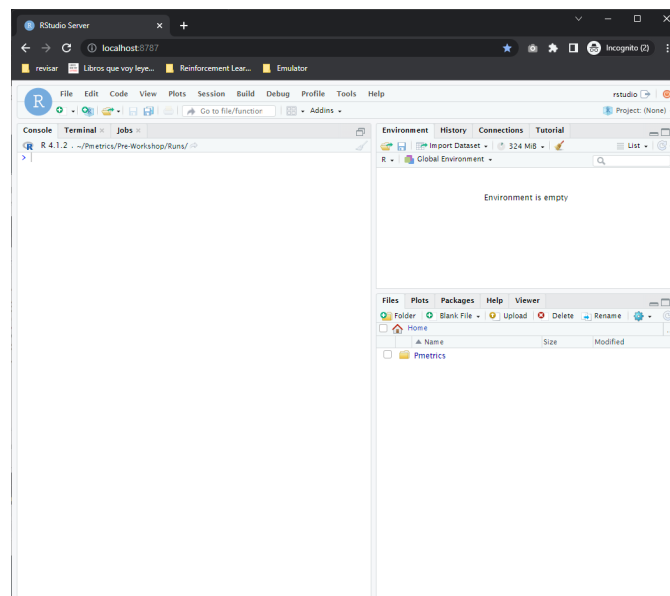 RStudio Server
localhost:8787
Incognito (2)
revisar
Libros que voy leye...
Reinforcement Lear...
Emulator
R
File Edit Code View Plots Session Build Debug Profile Tools Help
rstudio
Go to file/function
Addins
Project: (None)
Console Terminal Jobs
R 4.1.2 . ~/Pmetrics/Pre-Workshop/Runs/
>
Environment History Connections Tutorial
Import Dataset
324 MiB
List
R
Global Environment
Environment is empty
Files Plots Packages Help Viewer
Folder Blank File Upload Delete Rename
Home
Name Size Modified
Pmetrics